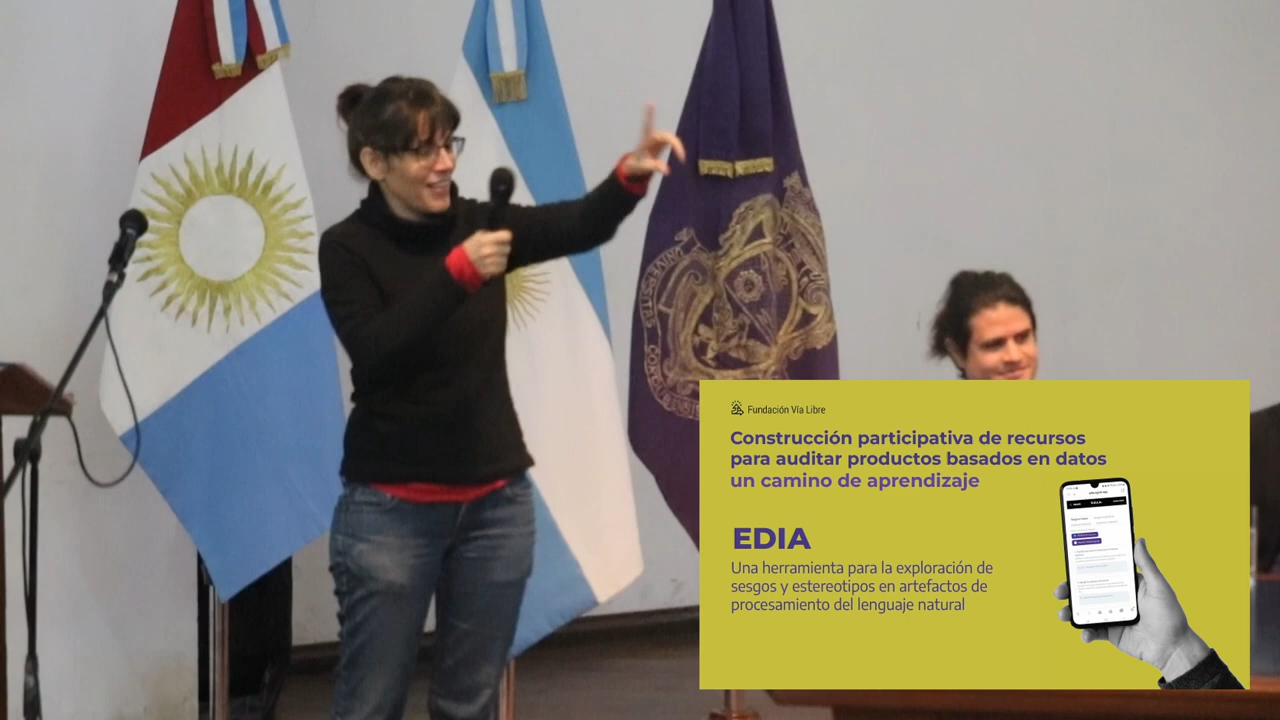 UNIVERSITAS
Fundación Vía Libre
Construcción participativa de recursos
para auditar productos basados en datos
un camino de aprendizaje
EDIA
Una herramienta para la exploración de
sesgos y estereotipos en artefactos de
procesamiento del lenguaje natural